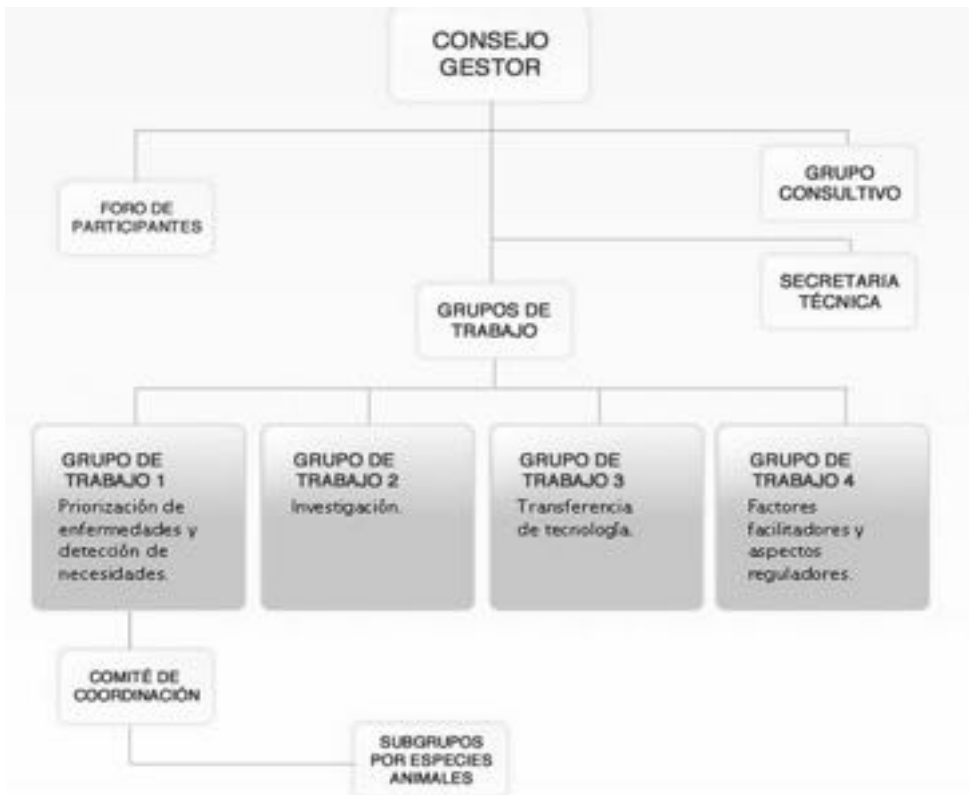 CONSEJO
GESTOR
FORO DE
PARTICIPANTES
GRUPO
CONSULTIVO
SECRETARIA
TÉCNICA
GRUPOS DE
TRABAJO
GRUPO DE
TRABAJO 1
Priorización de
enfermedades y
detección de
necesidades.
GRUPO DE
TRABAJO 2
Investigación.
GRUPO DE
TRABAJO 3
Transferencia
de tecnología.
GRUPO DE
TRABAJO 4
Factores
facilitadores y
aspectos
reguladores.
COMITÉ DE
COORDINACIÓN
SUBGRUPOS
POR ESPECIES
ANIMALES